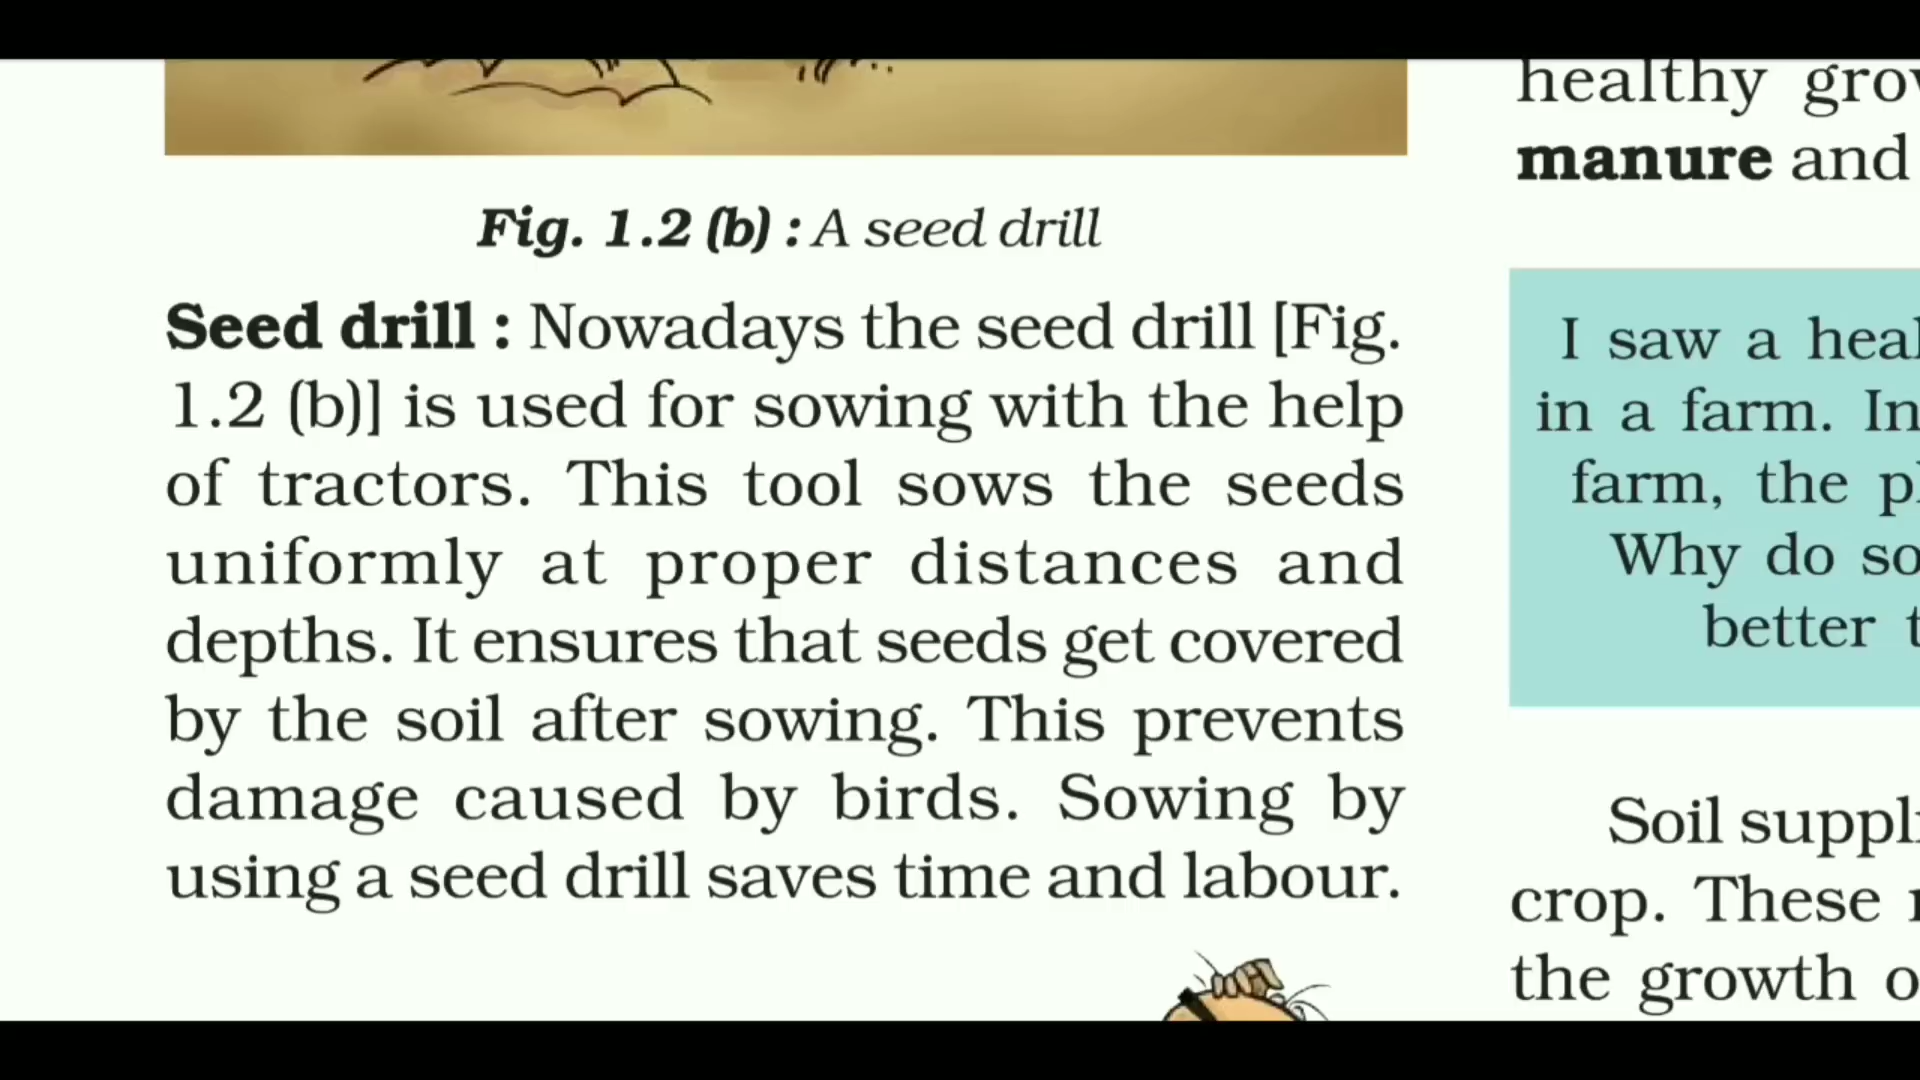 Fig. 1.2 (b) : A seed drill
Seed drill : Nowadays the seed drill [Fig.
1.2 (b)] is used for sowing with the help
of tractors. This tool sows the seeds
uniformly at proper distances and
depths. It ensures that seeds get covered
by the soil after sowing. This prevents
damage caused by birds. Sowing by
using a seed drill saves time and labour.
healthy
manure and
I saw a
in a farm. In
farm, the
Why do
better
Soil
crop. These
the growth